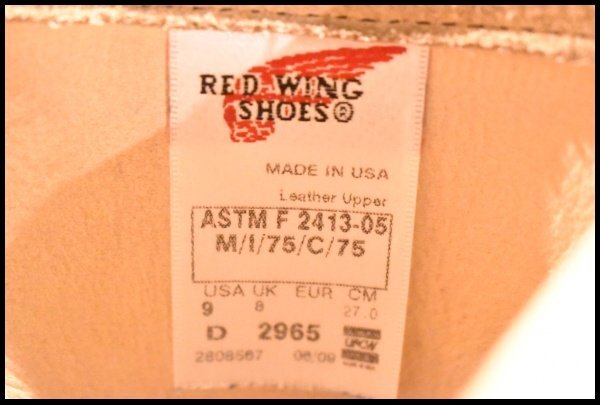 RED WING
SHOES®
MADE IN USA
Leather Upper
ASTM F 2413-05
M/I/75/C/75
USA UK EUR CM
9 8 27.0
D 2965
2808567 06/09